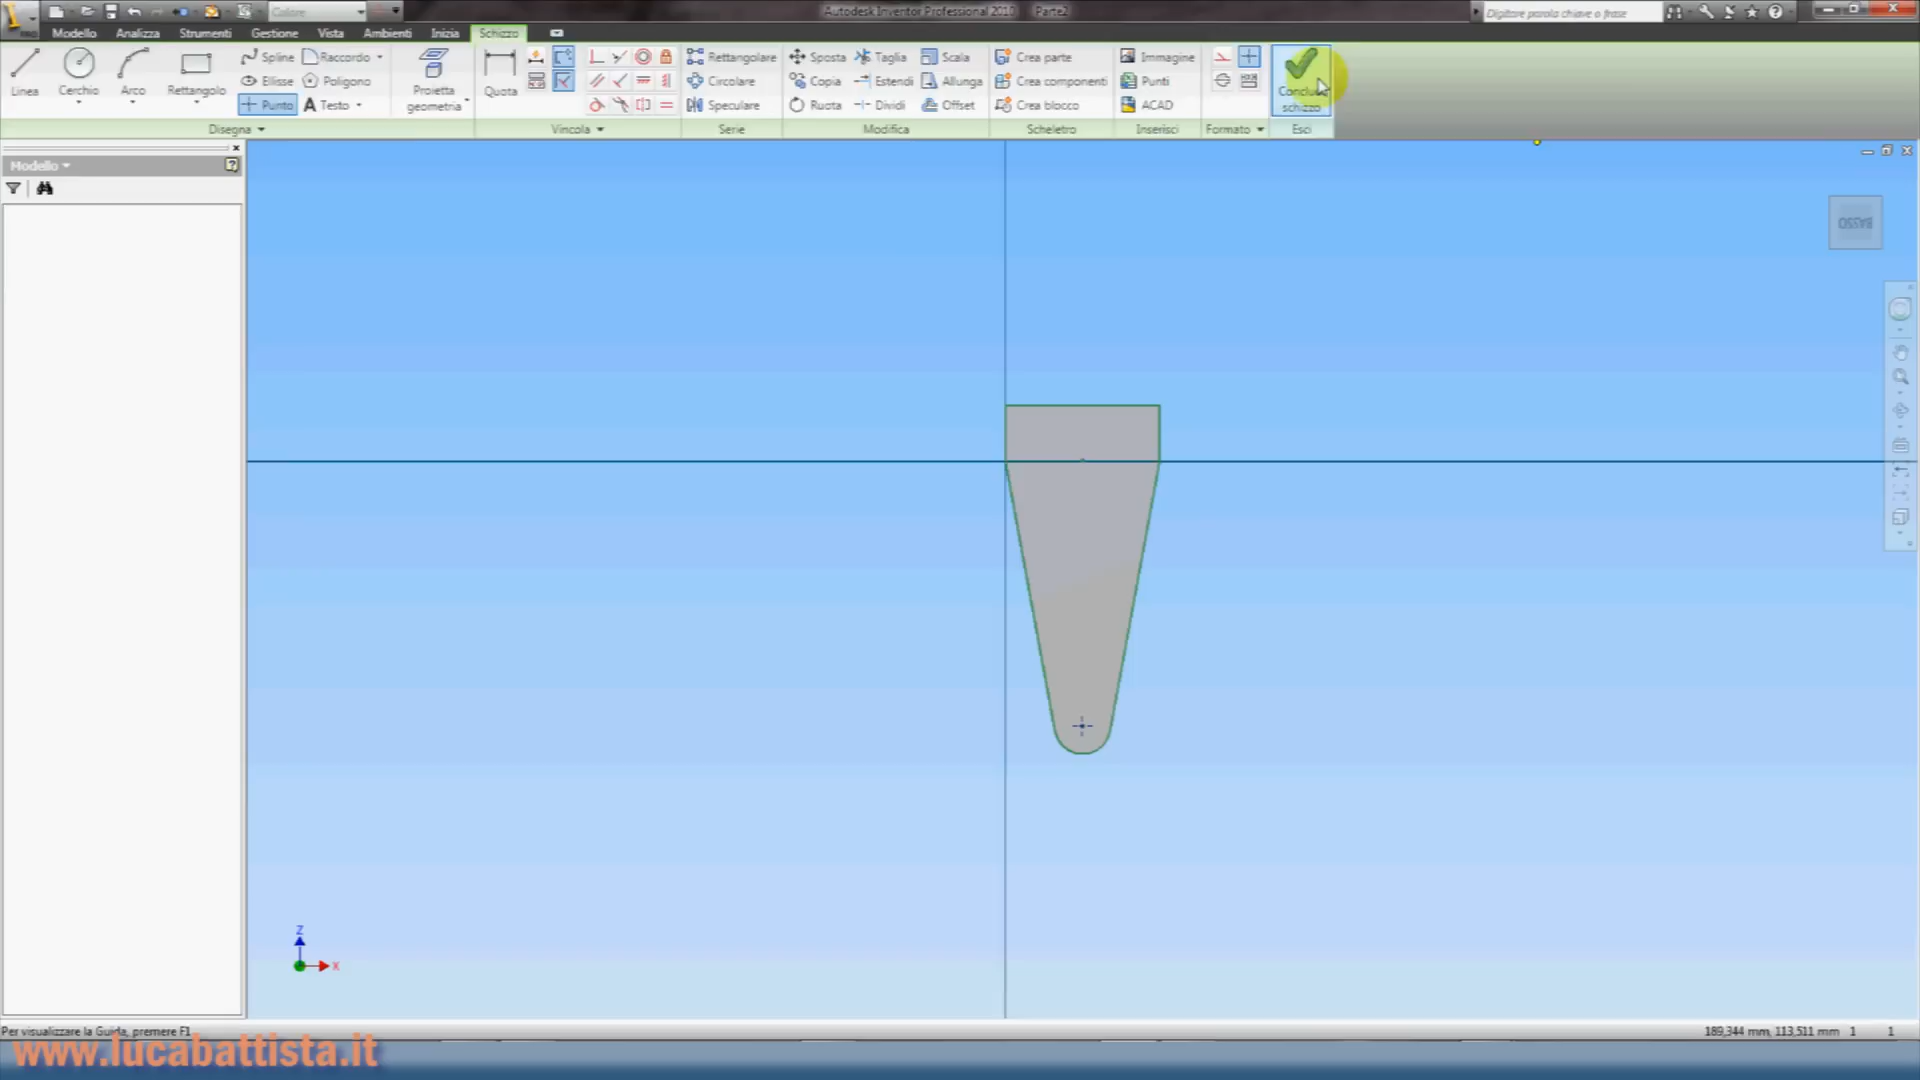 Colore
Autodesk Inventor Professional 2010 Parte2
Digitare parola chiave o frase
PRO
Modello Analizza Strumenti Gestione Vista Ambienti Inizia Schizzo
Linea Cerchio Arco Rettangolo
Spline Raccordo
Ellisse Poligono
Punto A Testo
Proietta
geometria
Quota
Rettangolare
Circolare
Speculare
Sposta Taglia Scala
Copia Estendi Allunga
Ruota Dividi Offset
Crea parte
Crea componenti
Crea blocco
Immagine
Punti
ACAD
Concludi
schizzo
Disegna Vincola Serie Modifica Scheletro Inserisci Formato Esci
Modello
BASSO
Z
X
Per visualizzare la Guida, premere F1
189,344 mm, 113,511 mm 1 1
www.lucabattista.it